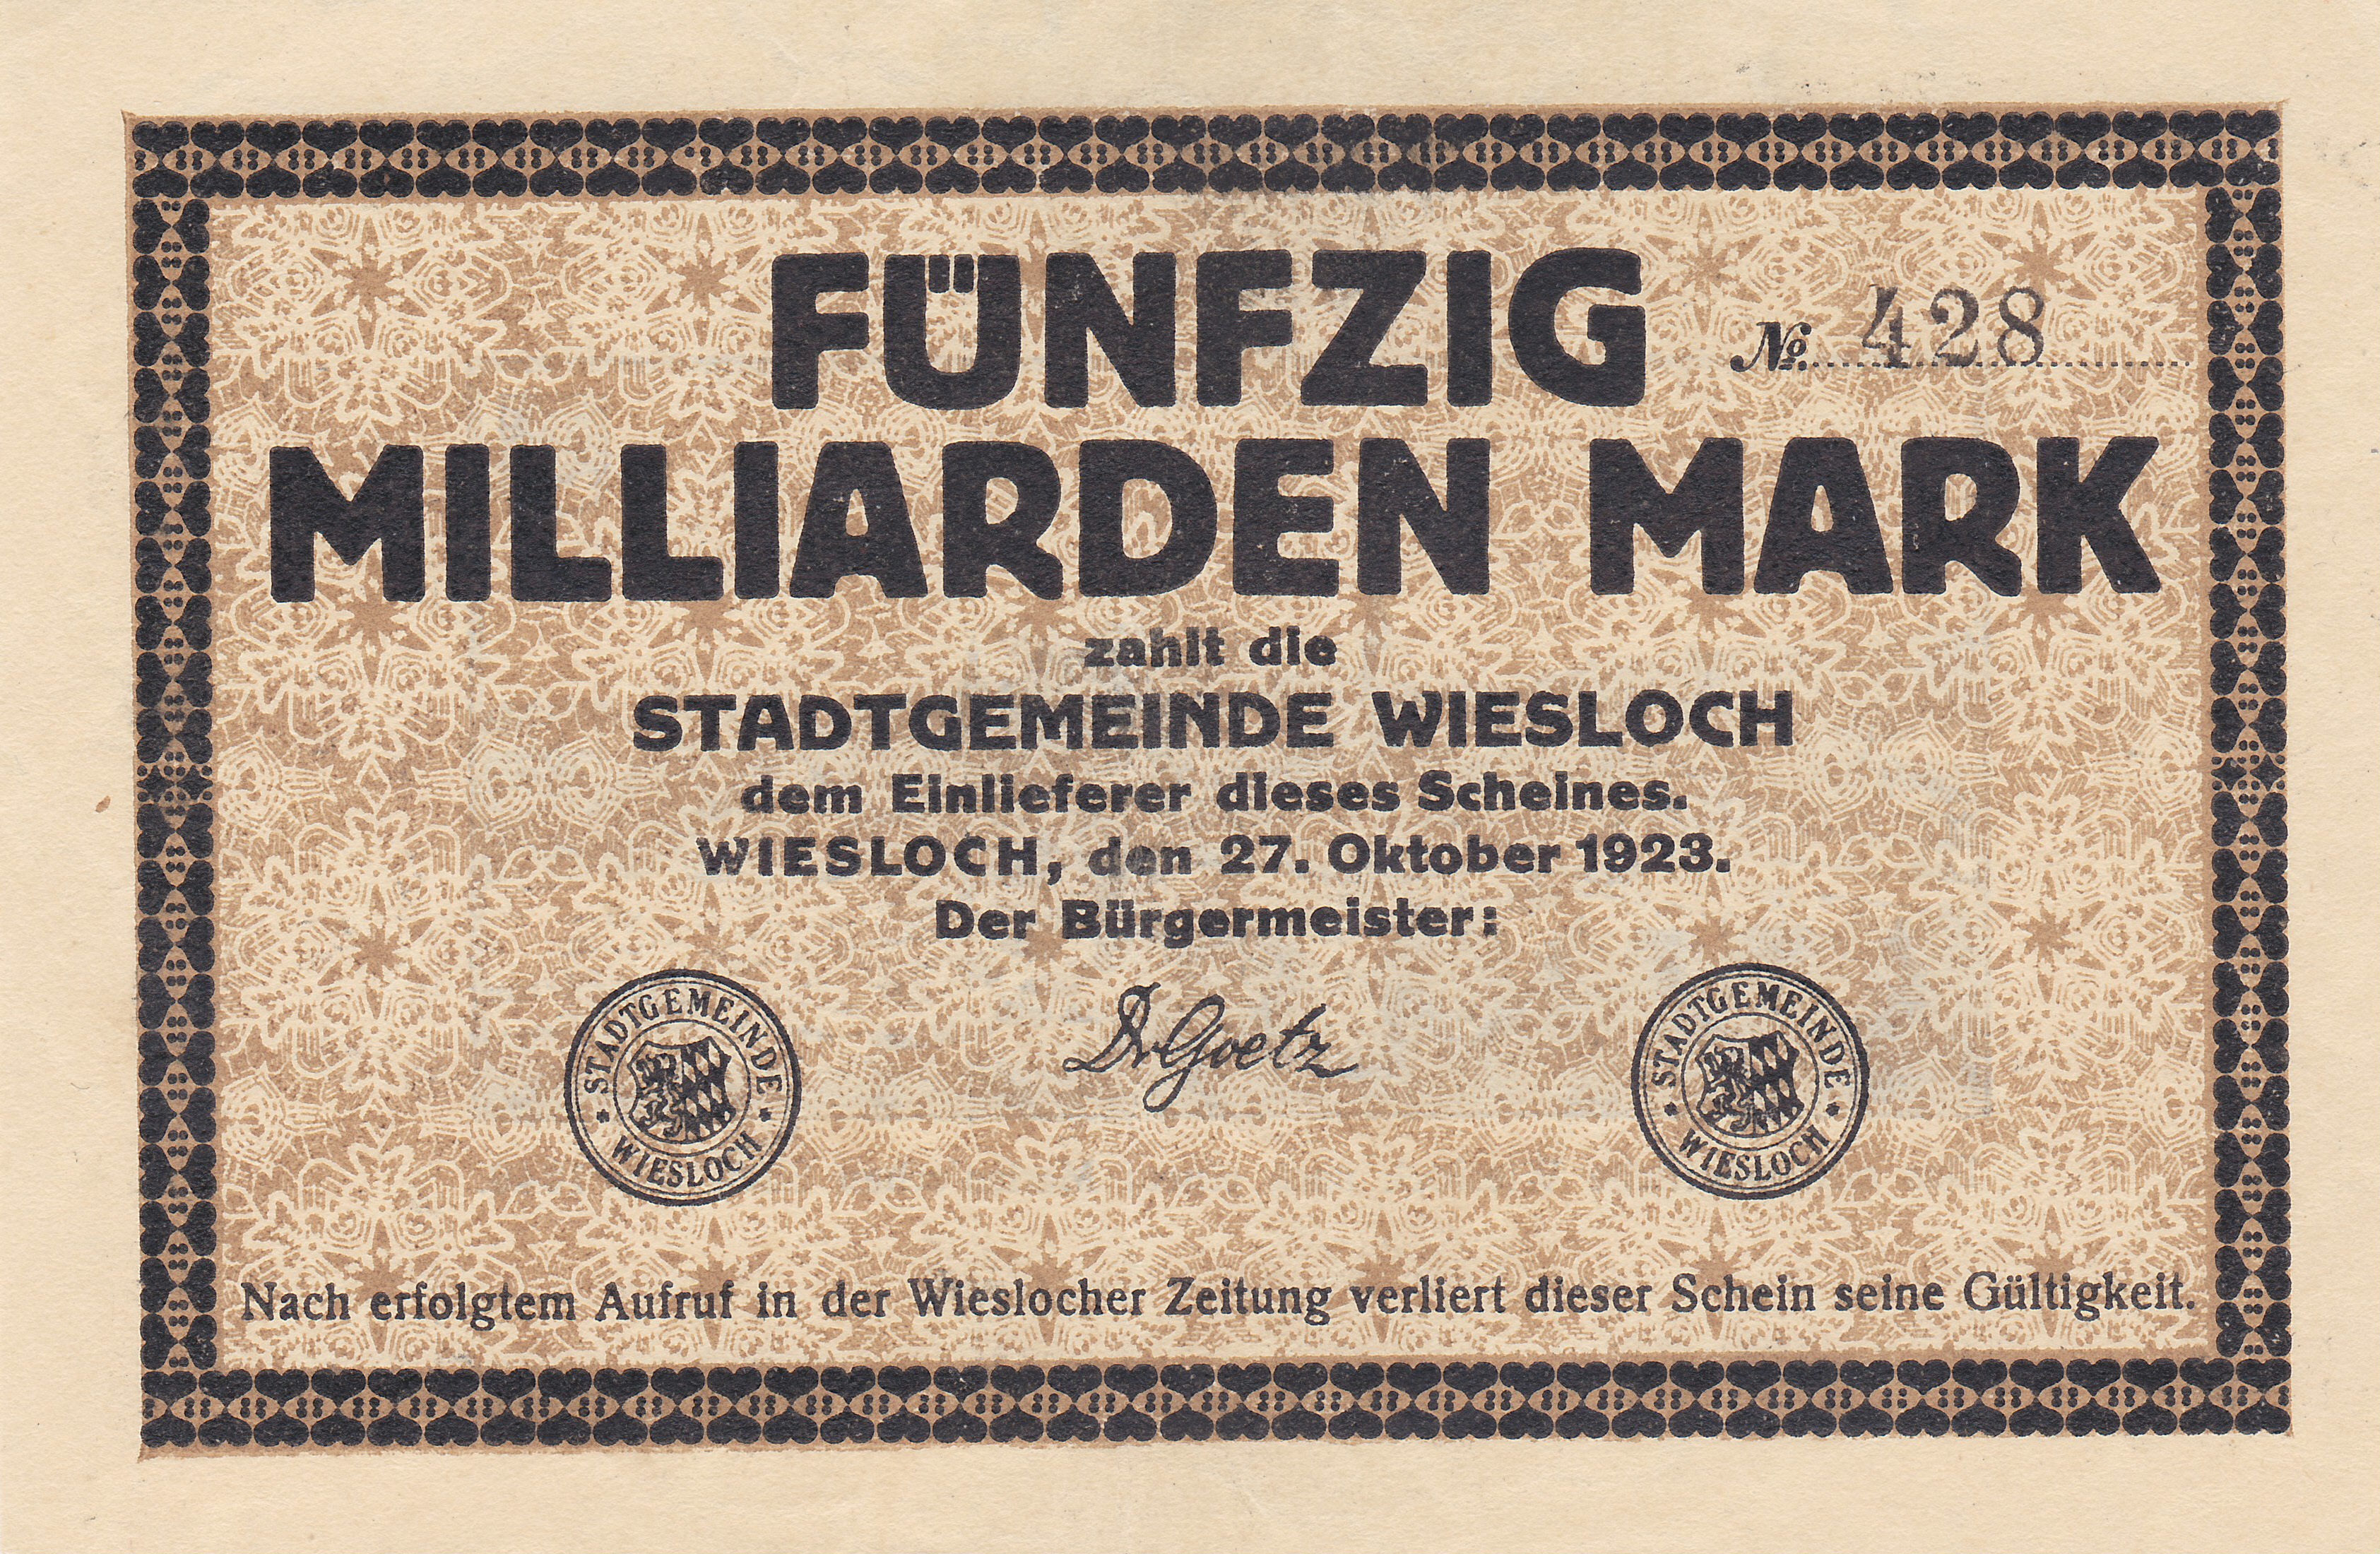 FÜNFZIG
№ 428
MILLIARDEN MARK
zahlt die
STADTGEMEINDE WIESLOCH
dem Einlieferer dieses Scheines.
WIESLOCH, den 27. Oktober 1923.
Der Bürgermeister:
Dr Goetz
STADTGEMEINDE
* WIESLOCH *
STADTGEMEINDE
* WIESLOCH *
Nach erfolgtem Aufruf in der Wieslocher Zeitung verliert dieser Schein seine Gültigkeit.